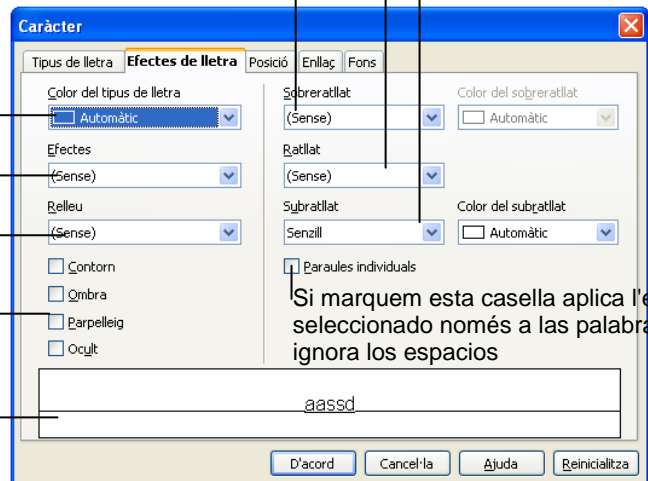 Caràcter
Tipus de lletra Efectes de lletra Posició Enllaç Fons
Color del tipus de lletra
Automàtic
Efectes
(Sense)
Relleu
(Sense)
Contorn
Ombra
Parpelleig
Ocult
Sobreratllat
(Sense)
Color del sobreratllat
Automàtic
Ratllat
(Sense)
Subratllat
Senzill
Color del subratllat
Automàtic
Paraules individuals
Si marquem esta casella aplica l'e
seleccionado només a las palabra
ignora los espacios
aassd
D'acord Cancel·la Ajuda Reinicialitza